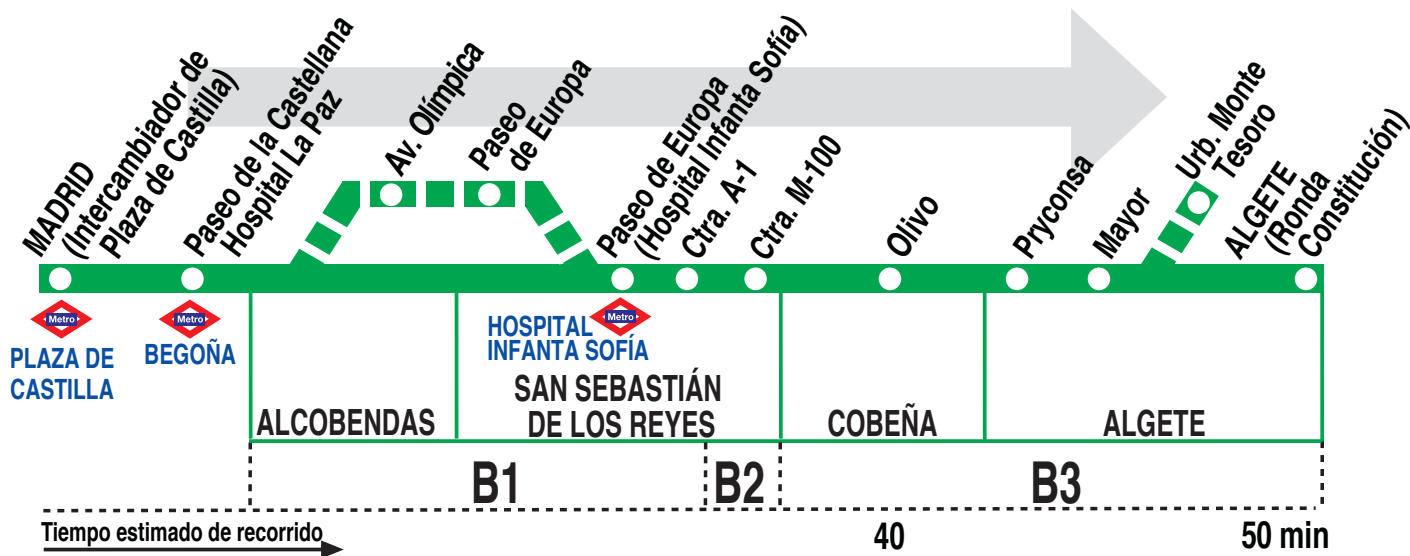 MADRID
(Intercambiador de
Plaza de Castilla)
Paseo de la Castellana
Hospital La Paz
Av. Olímpica
Paseo
de Europa
Paseo de Europa
(Hospital Infanta Sofía)
Ctra. A-1
Ctra. M-100
Olivo
Pryconsa
Mayor
Urb. Monte
Tesoro
ALGETE
(Ronda
Constitución)
Metro
PLAZA DE
CASTILLA
Metro
BEGOÑA
Metro
HOSPITAL
INFANTA SOFÍA
ALCOBENDAS
SAN SEBASTIÁN
DE LOS REYES
COBEÑA
ALGETE
B1
B2
B3
Tiempo estimado de recorrido
40
50 min